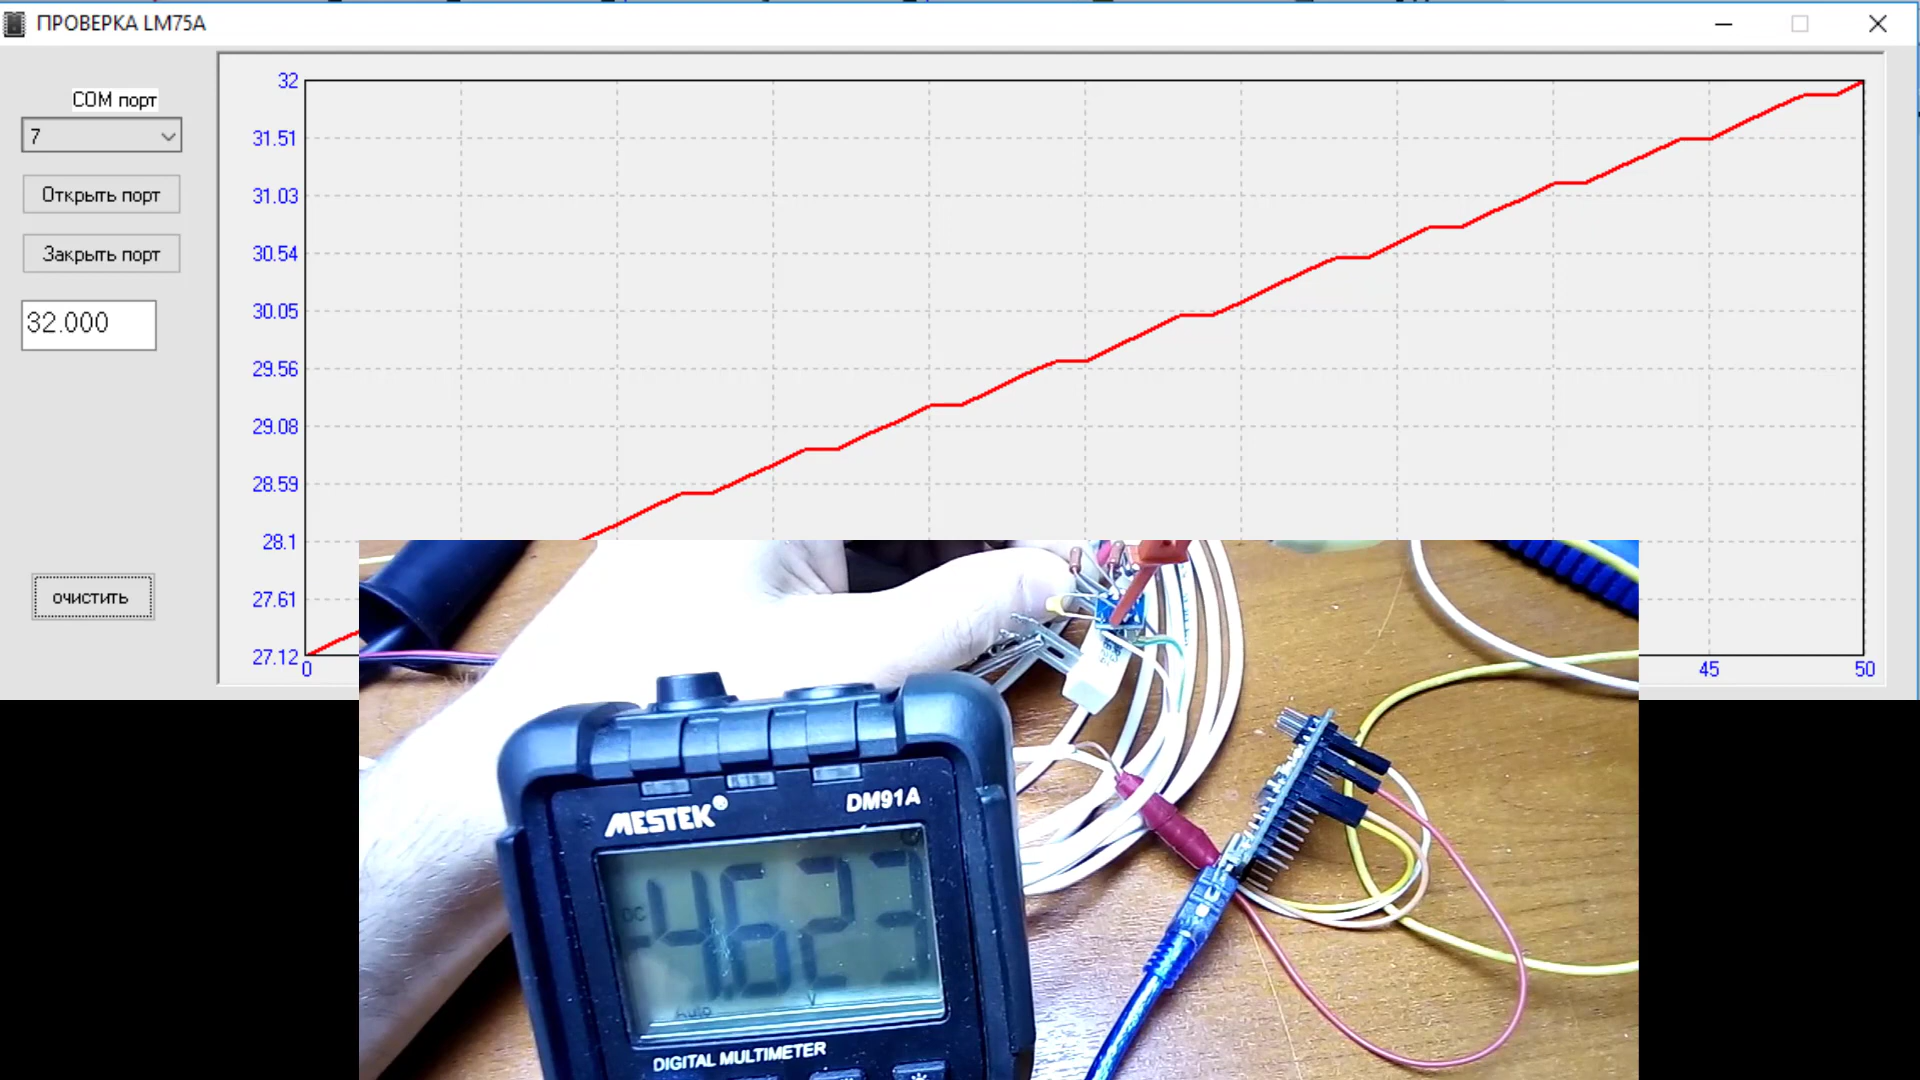 ПРОВЕРКА LM75A
COM порт
7
Открыть порт
Закрыть порт
32.000
очистить
32
31.51
31.03
30.54
30.05
29.56
29.08
28.59
28.1
27.61
27.12
0
45
50
MESTEK®
DM91A
DC
-4.623
Auto
V
DIGITAL MULTIMETER